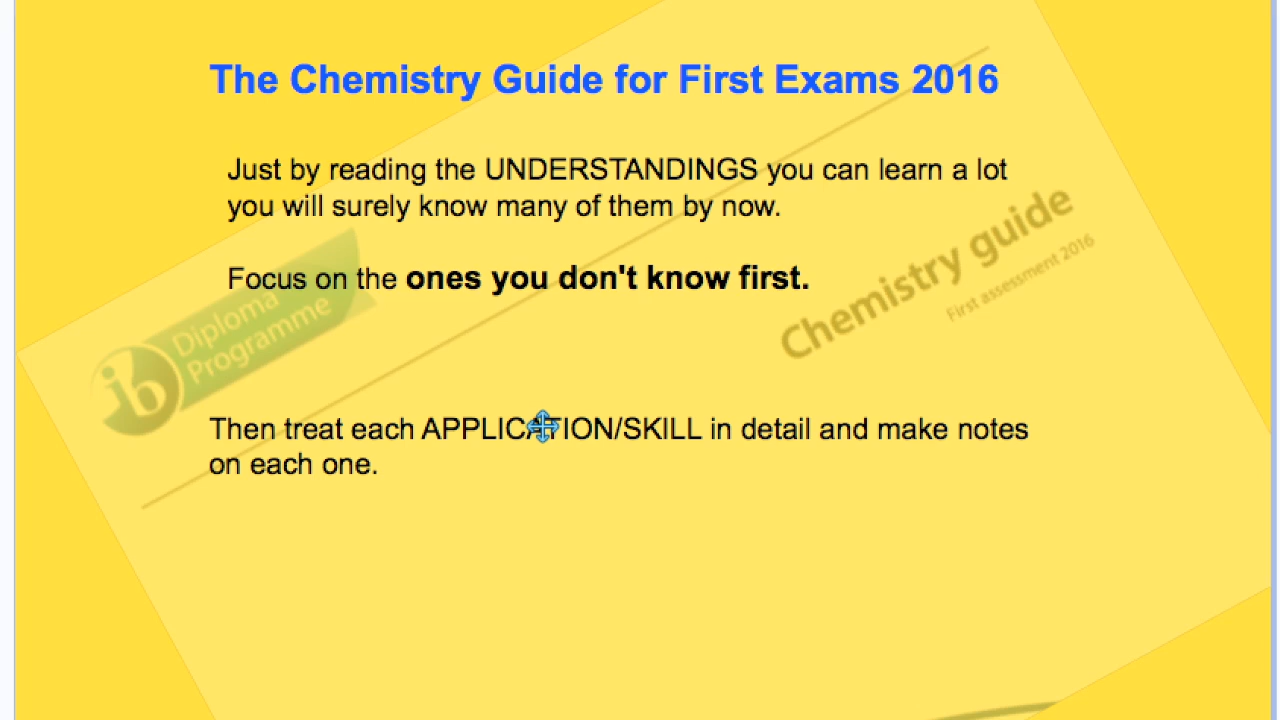 The Chemistry Guide for First Exams 2016
Just by reading the UNDERSTANDINGS you can learn a lot
you will surely know many of them by now.
Focus on the ones you don't know first.
Chemistry guide
First assessment 2016
ib Diploma
Programme
Then treat each APPLICATION/SKILL in detail and make notes
on each one.